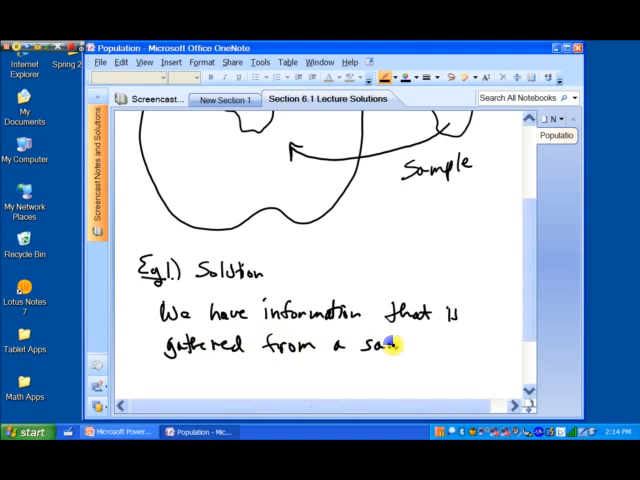 Population - Microsoft Office OneNote
Internet Explorer
Spring 2
File Edit View Insert Format Share Tools Table Window Help
Screencast...
New Section 1
Section 6.1 Lecture Solutions
Search All Notebooks
My Documents
My Computer
My Network Places
Recycle Bin
Lotus Notes 7
Tablet Apps
Math Apps
Screencast Notes and Solutions
N
Populatio
Sample
Eg 1.) Solution
We have information that is
gathered from a sa
start
Microsoft Power...
Population - Mic...
2:14 PM